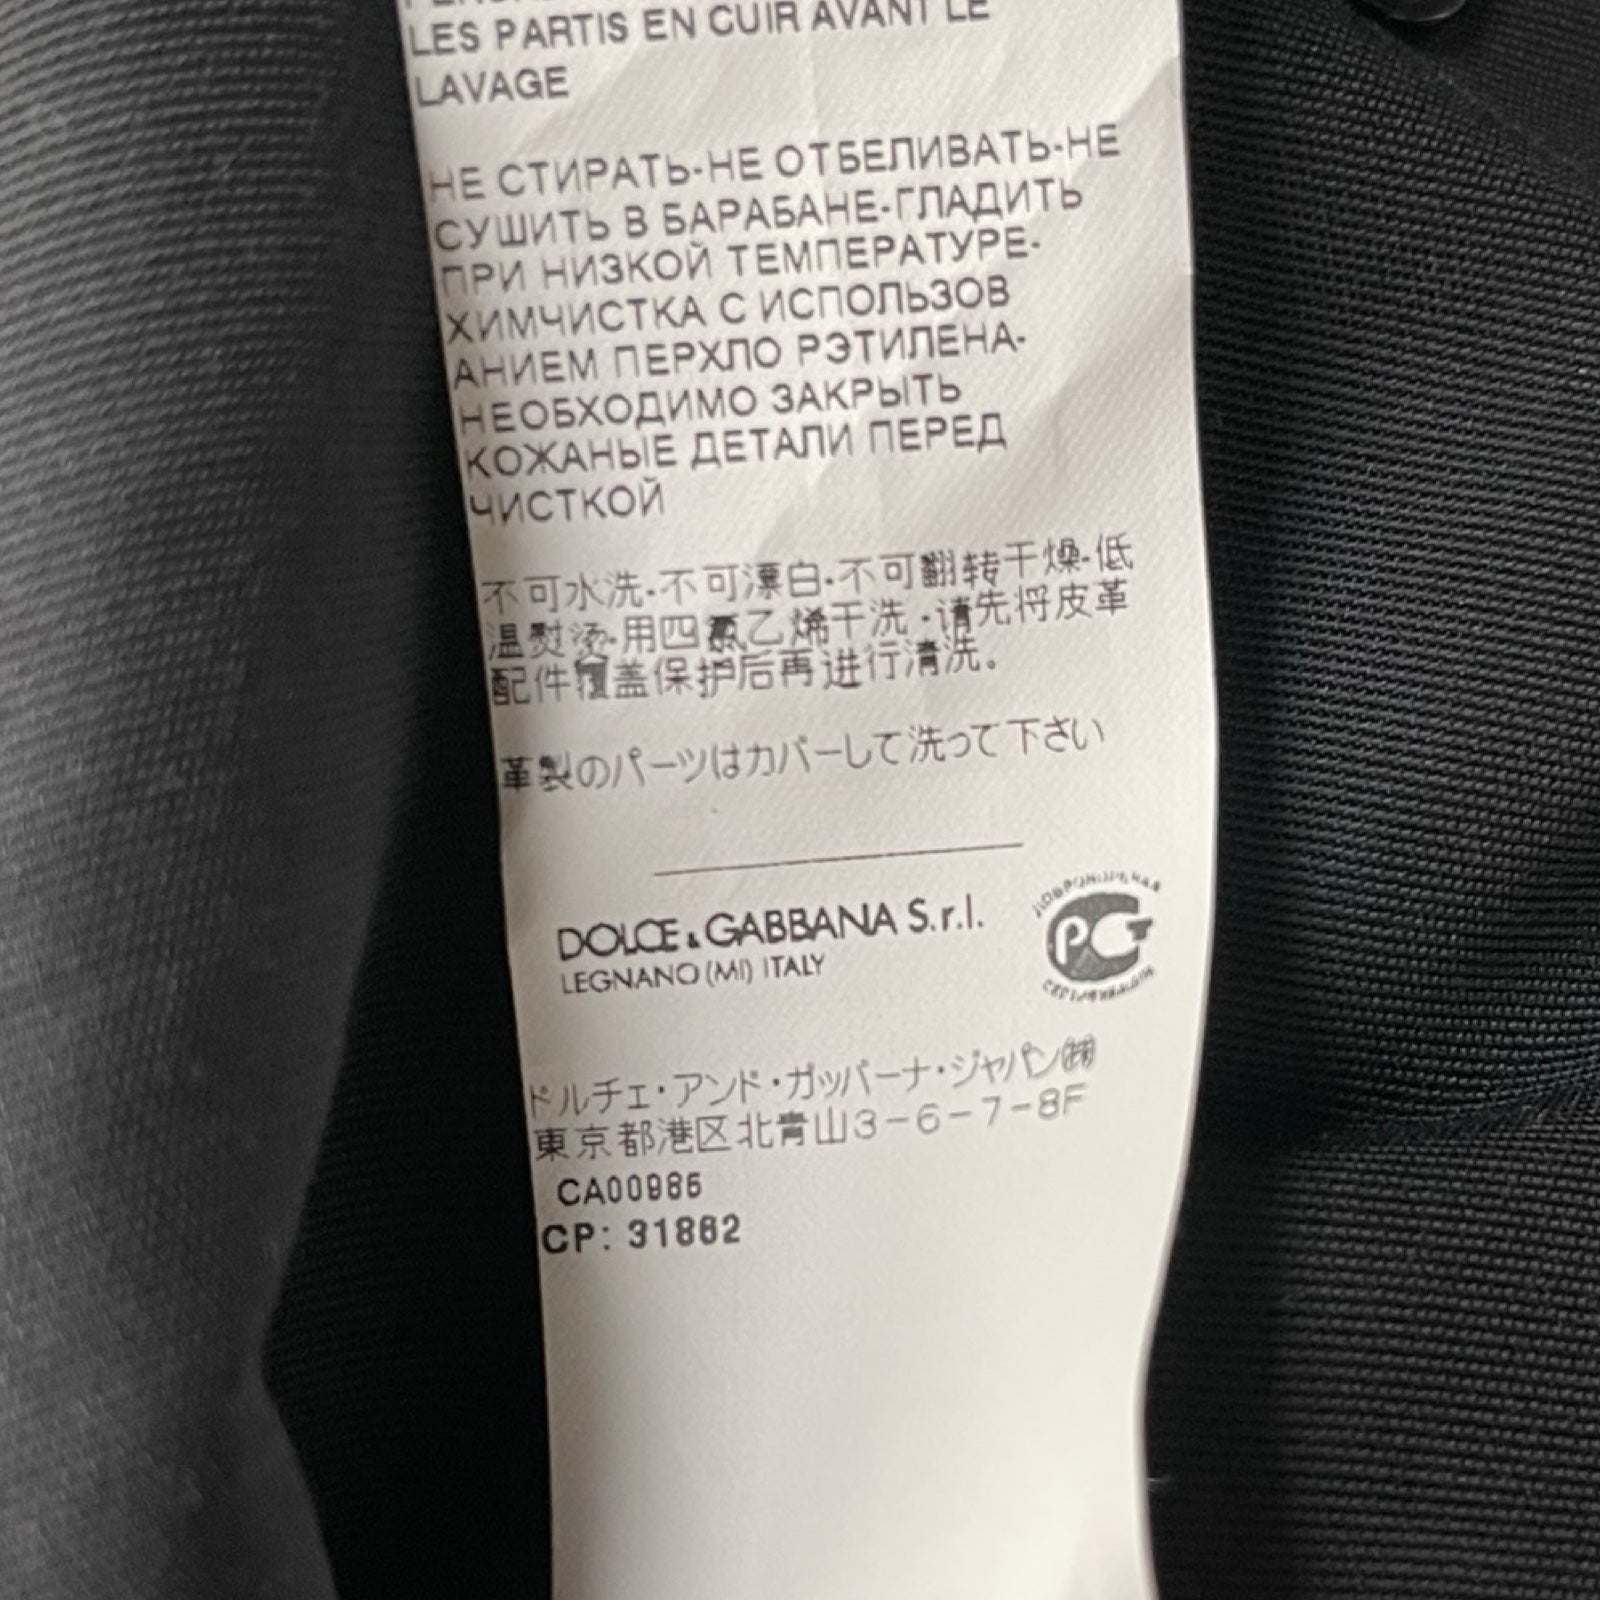 LES PARTIS EN CUIR AVANT LE
LAVAGE
НЕ СТИРАТЬ-НЕ ОТБЕЛИВАТЬ-НЕ
СУШИТЬ В БАРАБАНЕ-ГЛАДИТЬ
ПРИ НИЗКОЙ ТЕМПЕРАТУРЕ-
ХИМЧИСТКА С ИСПОЛЬЗОВ
АНИЕМ ПЕРХЛО РЭТИЛЕНА-
НЕОБХОДИМО ЗАКРЫТЬ
КОЖАНЫЕ ДЕТАЛИ ПЕРЕД
ЧИСТКОЙ
不可水洗-不可漂白-不可翻转干燥-低
温熨烫-用四氯乙烯干洗-请先将皮革
配件覆盖保护后再进行清洗。
革製のパーツはカバーして洗って下さい
DOLCE & GABBANA S.r.l.
LEGNANO (MI) ITALY
РСТ
ドルチェ・アンド・ガッバーナ・ジャパン㈱
東京都港区北青山3-6-7-8F
CA00985
CP: 31862